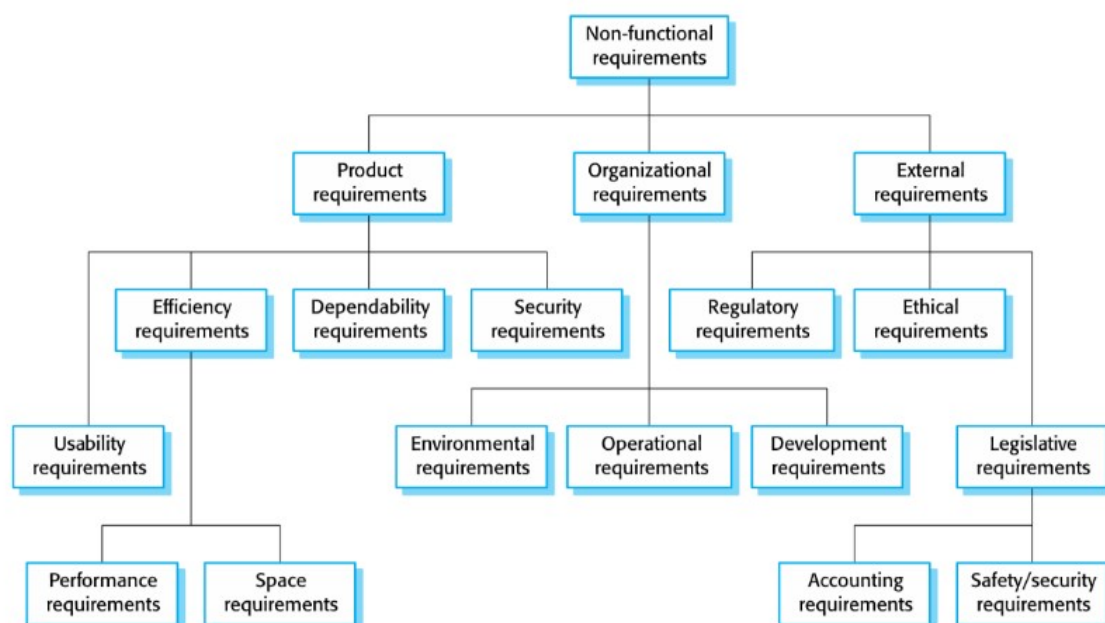 Non-functional
requirements
Product
requirements
Organizational
requirements
External
requirements
Efficiency
requirements
Dependability
requirements
Security
requirements
Regulatory
requirements
Ethical
requirements
Usability
requirements
Environmental
requirements
Operational
requirements
Development
requirements
Legislative
requirements
Performance
requirements
Space
requirements
Accounting
requirements
Safety/security
requirements